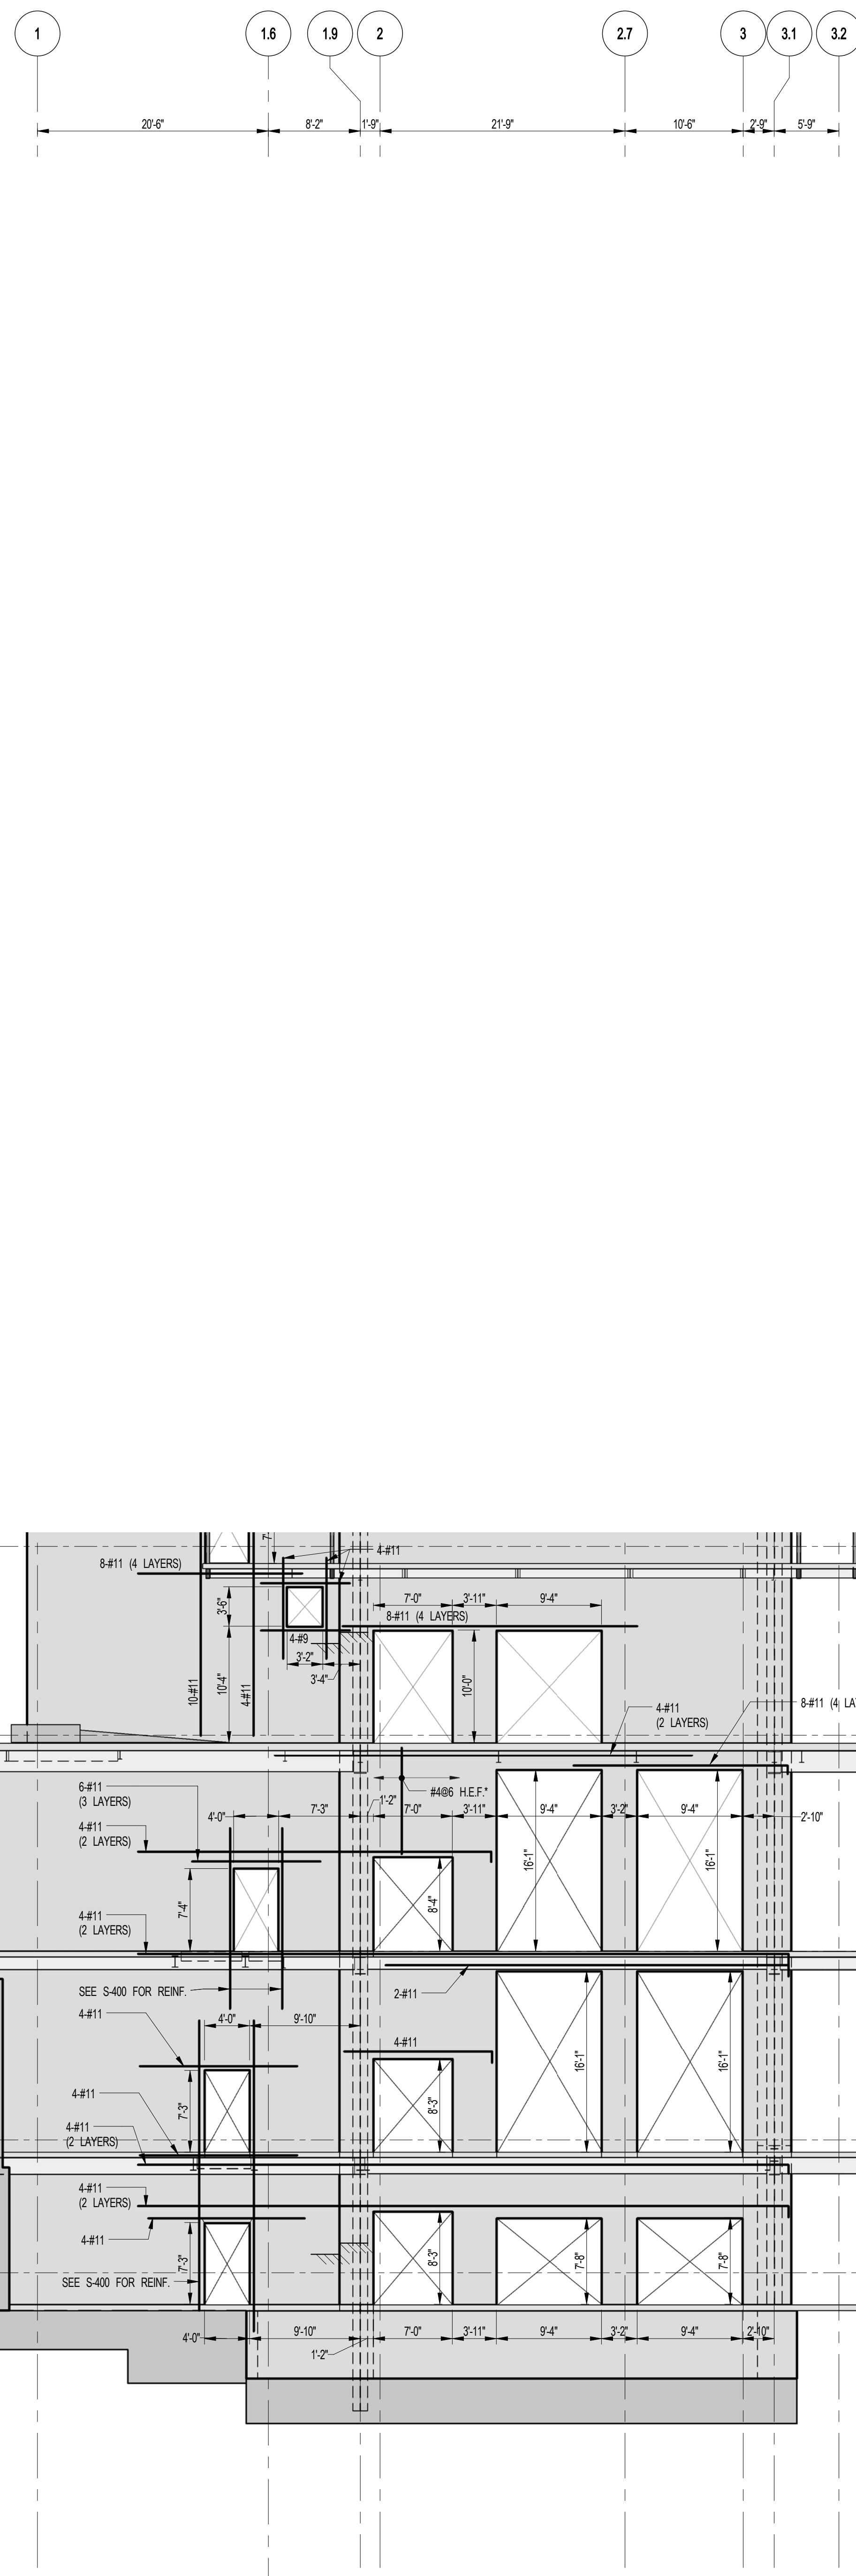 1 1.6 1.9 2 2.7 3 3.1 3.2
20'-6" 8'-2" 1'-9" 21'-9" 10'-6" 2'-9" 5'-9"
7'
4-#11
8-#11 (4 LAYERS)
3'-6"
7'-0" 3'-11" 9'-4"
8-#11 (4 LAYERS)
4-#9
3'-2"
3'-4"
10-#11
10'-4"
4-#11
10'-0"
4-#11
(2 LAYERS)
8-#11 (4 LA
6-#11
(3 LAYERS)
#4@6 H.E.F.*
1'-2"
4'-0" 7'-3" 7'-0" 3'-11" 9'-4" 3'-2" 9'-4" 2'-10"
4-#11
(2 LAYERS)
16'-1" 16'-1"
7'-4"
8'-4"
4-#11
(2 LAYERS)
SEE S-400 FOR REINF.
2-#11
4-#11
4'-0" 9'-10"
4-#11
16'-1" 16'-1"
7'-3"
8'-3"
4-#11
4-#11
(2 LAYERS)
4-#11
(2 LAYERS)
4-#11
7'-3"
8'-3"
7'-8" 7'-8"
SEE S-400 FOR REINF.
4'-0" 9'-10" 7'-0" 3'-11" 9'-4" 3'-2" 9'-4" 2'-10"
1'-2"